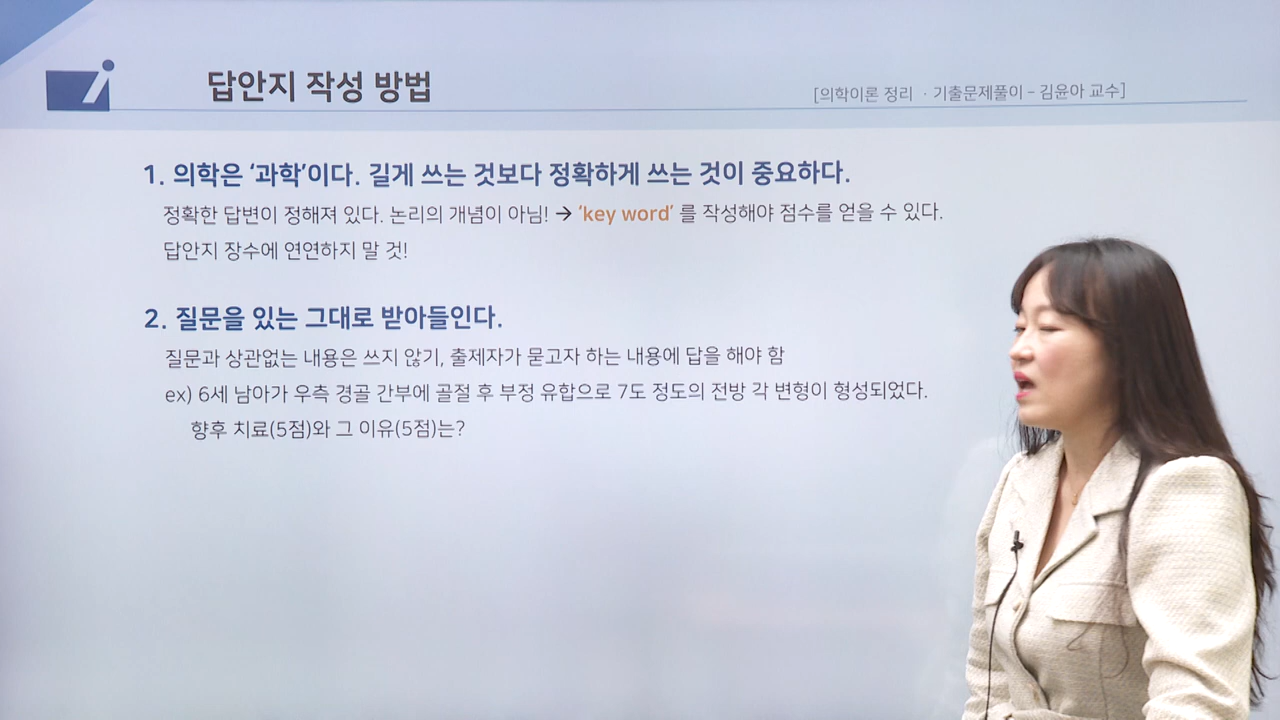 답안지 작성 방법
[의학이론 정리 · 기출문제풀이 – 김윤아 교수]
1. 의학은 ‘과학’이다. 길게 쓰는 것보다 정확하게 쓰는 것이 중요하다.
정확한 답변이 정해져 있다. 논리의 개념이 아님! → ‘key word’ 를 작성해야 점수를 얻을 수 있다.
답안지 장수에 연연하지 말 것!
2. 질문을 있는 그대로 받아들인다.
질문과 상관없는 내용은 쓰지 않기, 출제자가 묻고자 하는 내용에 답을 해야 함
ex) 6세 남아가 우측 경골 간부에 골절 후 부정 유합으로 7도 정도의 전방 각 변형이 형성되었다.
향후 치료(5점)와 그 이유(5점)는?